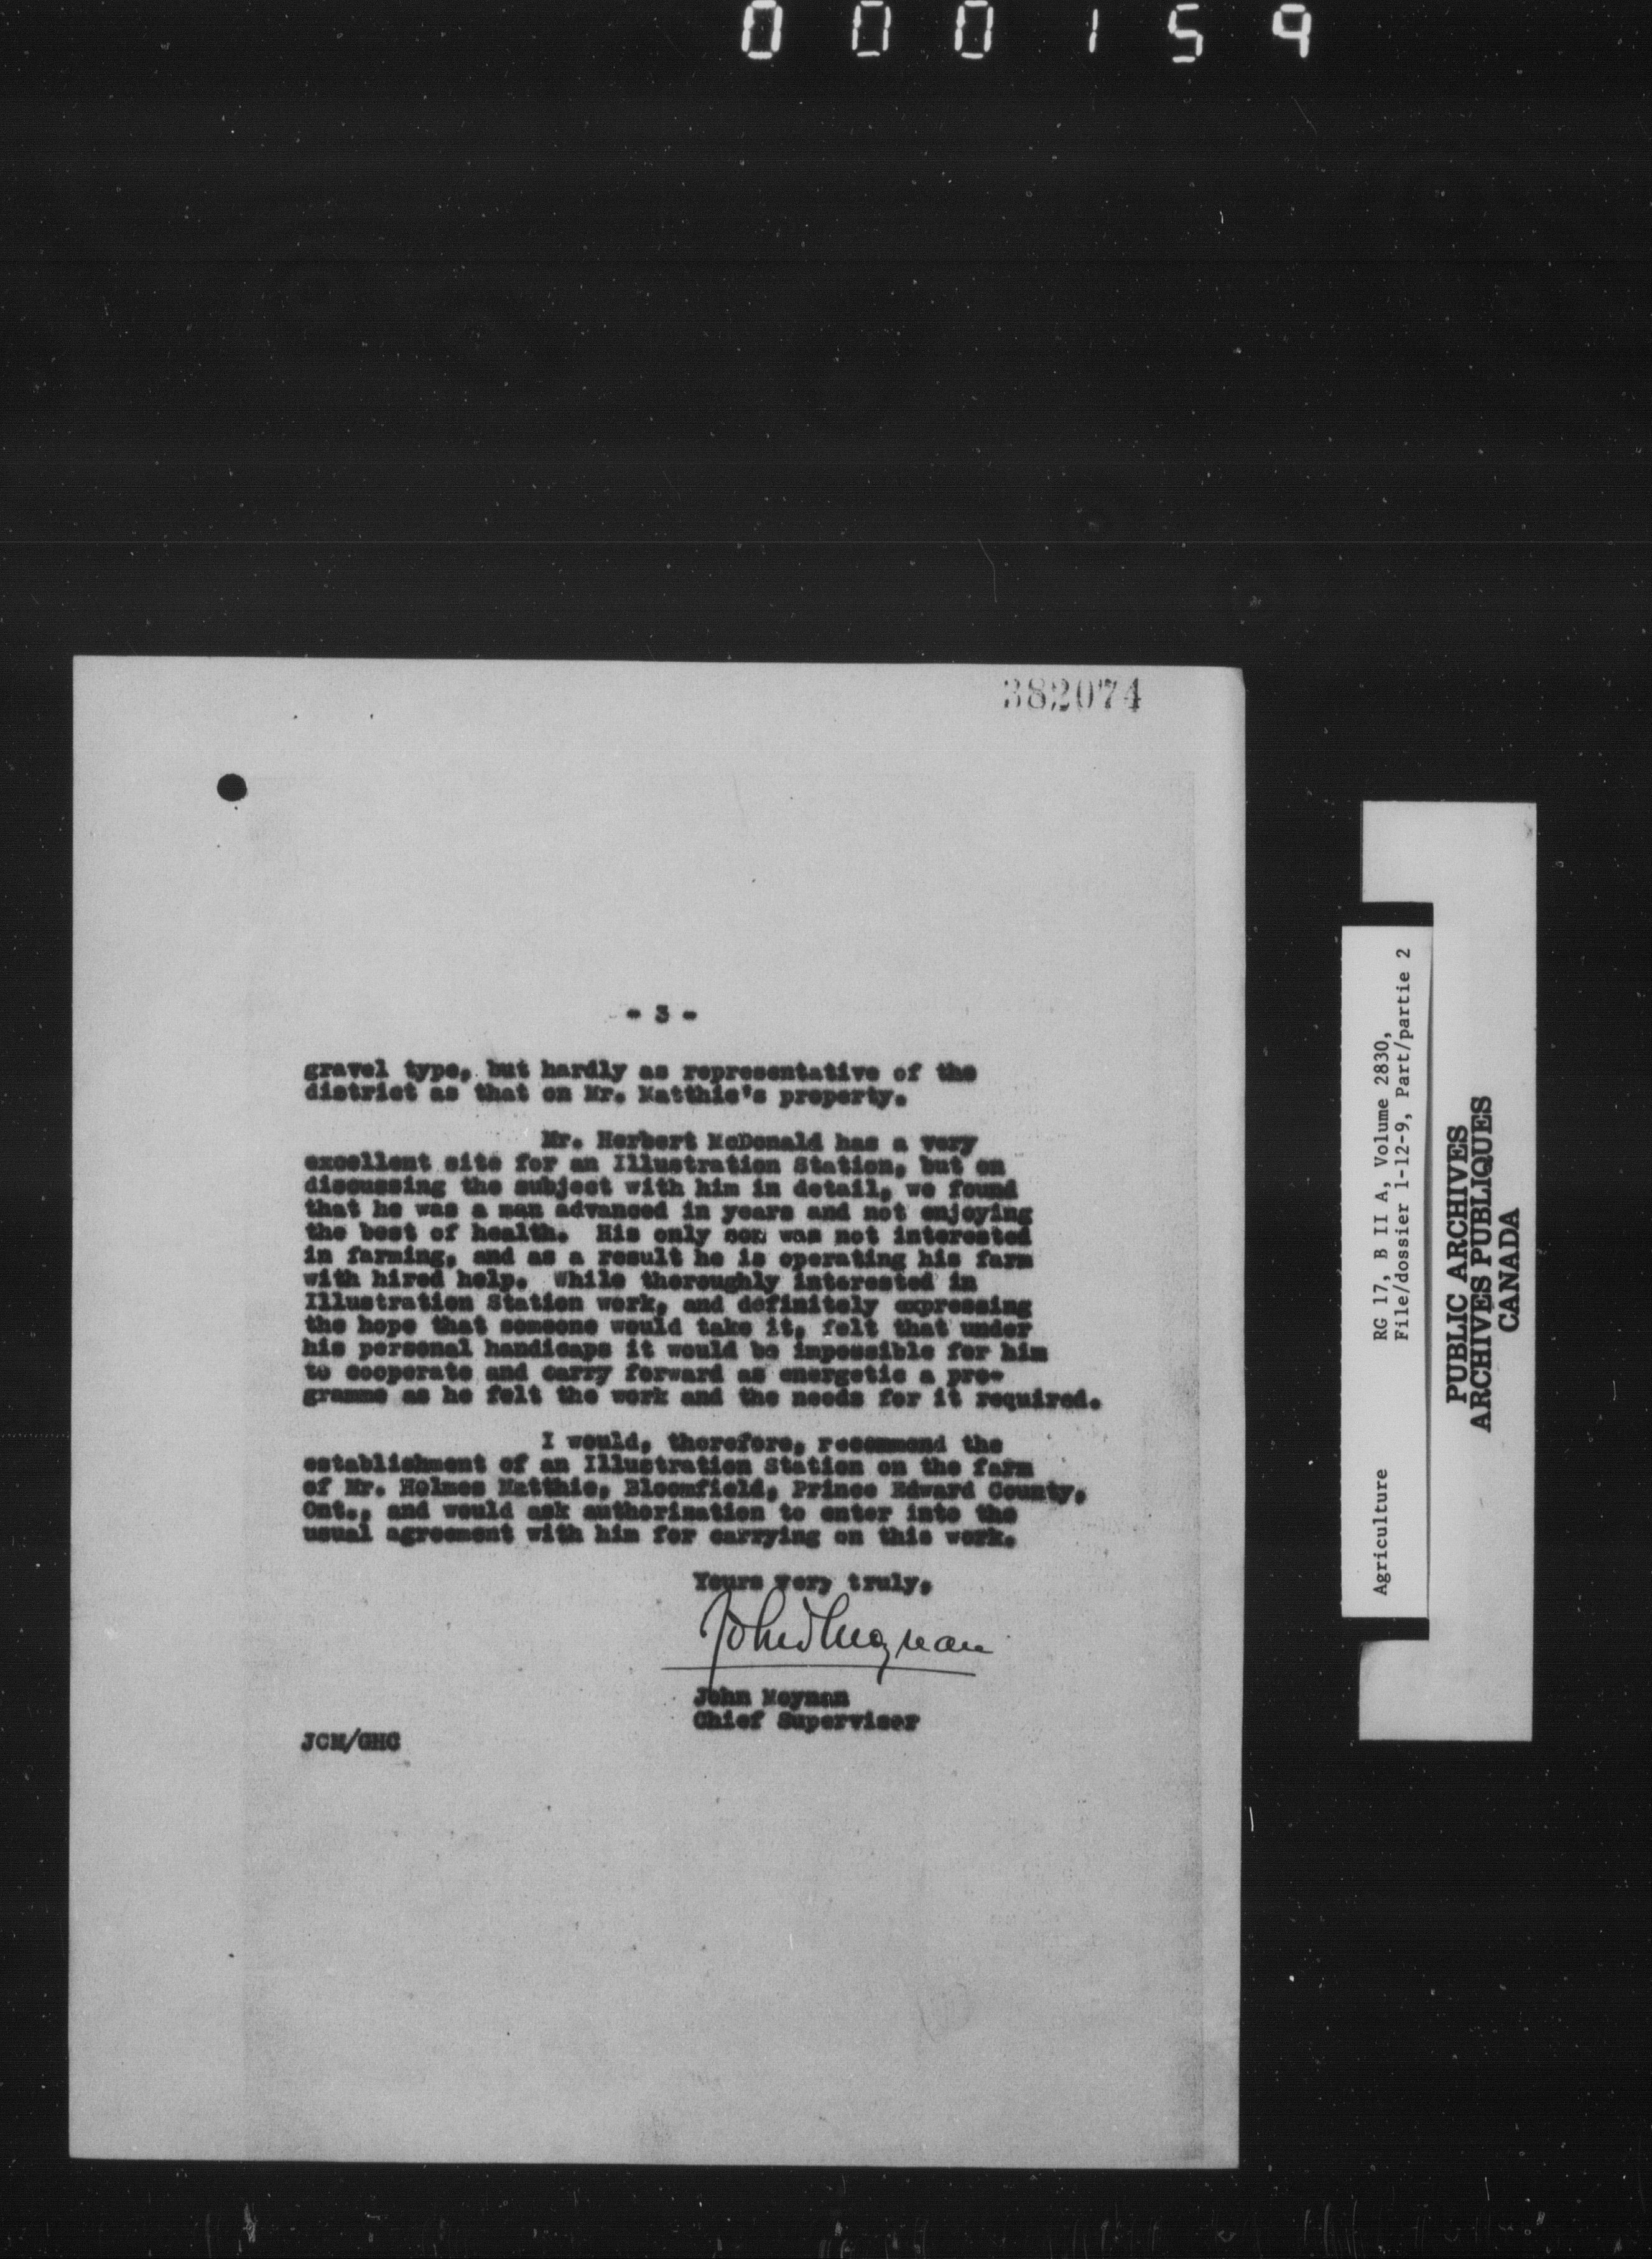 000159
382074
- 3 -
gravel type, but hardly as representative of the
district as that on Mr. Matthie's property.
Mr. Herbert McDonald has a very
excellent site for an Illustration Station, but on
discussing the subject with him in detail, we found
that he was a man advanced in years and not enjoying
the best of health. His only son was not interested
in farming, and as a result he is operating his farm
with hired help. While thoroughly interested in
Illustration Station work, and definitely expressing
the hope that someone would take it, felt that under
his personal handicaps it would be impossible for him
to cooperate and carry forward as energetic a pro-
gramme as he felt the work and the needs for it required.
I would, therefore, recommend the
establishment of an Illustration Station on the farm
of Mr. Holmes Matthie, Bloomfield, Prince Edward County,
Ont., and would ask authorization to enter into the
usual agreement with him for carrying on this work.
Yours very truly,
John Moynan
John Moynan
Chief Supervisor
JCM/GHC
Agriculture RG 17, B II A, Volume 2830,
File/dossier 1-12-9, Part/partie 2
PUBLIC ARCHIVES
ARCHIVES PUBLIQUES
CANADA